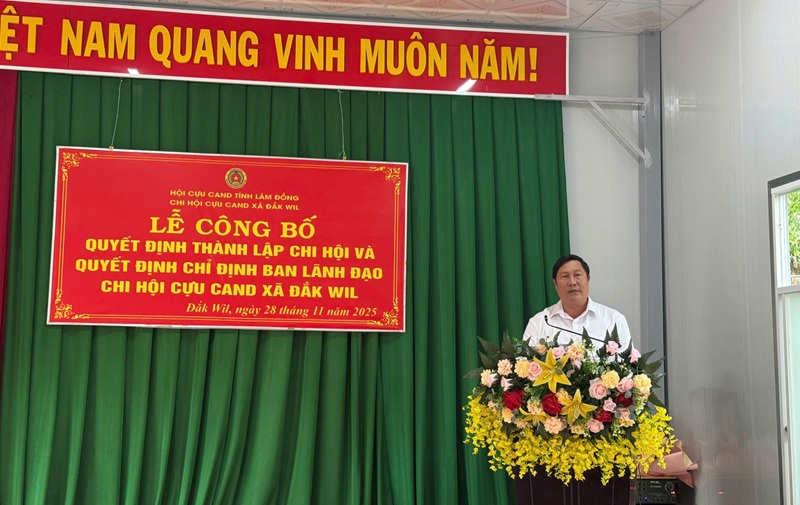 ỆT NAM QUANG VINH MUÔN NĂM!
HỘI CỰU CAND TỈNH LÂM ĐỒNG
CHI HỘI CỰU CAND XÃ ĐẮK WIL
LỄ CÔNG BỐ
QUYẾT ĐỊNH THÀNH LẬP CHI HỘI VÀ
QUYẾT ĐỊNH CHỈ ĐỊNH BAN LÃNH ĐẠO
CHI HỘI CỰU CAND XÃ ĐẮK WIL
Đắk Wil, ngày 28 tháng 11 năm 2025